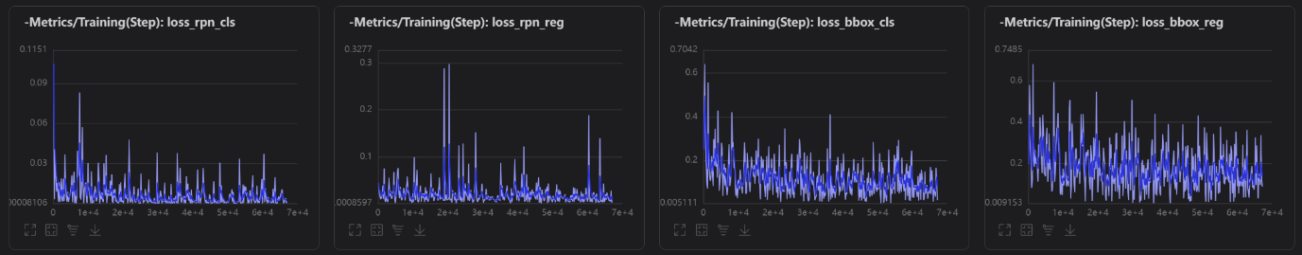 -Metrics/Training(Step): loss_rpn_cls
0.1151
0.09
0.06
0.03
0.00008106
0 1e+4 2e+4 3e+4 4e+4 5e+4 6e+4 7e+4
-Metrics/Training(Step): loss_rpn_reg
0.3277
0.3
0.2
0.1
.0008597
0 1e+4 2e+4 3e+4 4e+4 5e+4 6e+4 7e+4
-Metrics/Training(Step): loss_bbox_cls
0.7042
0.6
0.4
0.2
0.005111
0 1e+4 2e+4 3e+4 4e+4 5e+4 6e+4 7e+4
-Metrics/Training(Step): loss_bbox_reg
0.7485
0.6
0.4
0.2
0.009153
0 1e+4 2e+4 3e+4 4e+4 5e+4 6e+4 7e+4